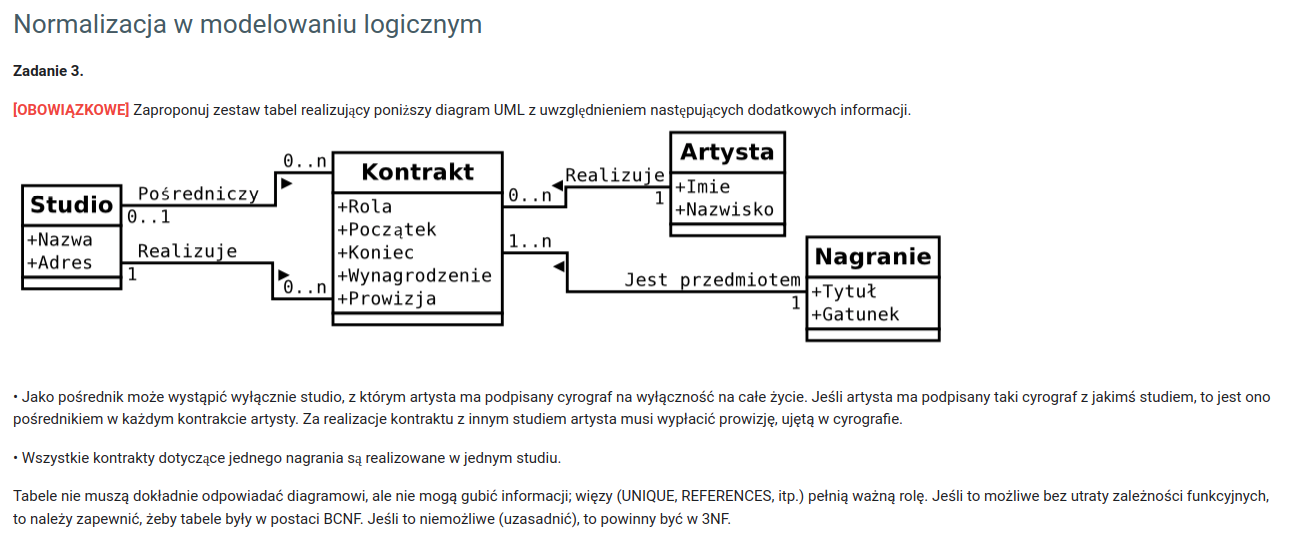 Normalizacja w modelowaniu logicznym
Zadanie 3.
[OBOWIĄZKOWE] Zaproponuj zestaw tabel realizujący poniższy diagram UML z uwzględnieniem następujących dodatkowych informacji.
Studio
+Nazwa
+Adres
Pośredniczy
0..1
0..n
Realizuje
1
0..n
Kontrakt
+Rola
+Początek
+Koniec
+Wynagrodzenie
+Prowizja
0..n
Realizuje
1
1..n
Jest przedmiotem
1
Artysta
+Imie
+Nazwisko
Nagranie
+Tytuł
+Gatunek
• Jako pośrednik może wystąpić wyłącznie studio, z którym artysta ma podpisany cyrograf na wyłączność na całe życie. Jeśli artysta ma podpisany taki cyrograf z jakimś studiem, to jest ono
pośrednikiem w każdym kontrakcie artysty. Za realizacje kontraktu z innym studiem artysta musi wypłacić prowizję, ujętą w cyrografie.
• Wszystkie kontrakty dotyczące jednego nagrania są realizowane w jednym studiu.
Tabele nie muszą dokładnie odpowiadać diagramowi, ale nie mogą gubić informacji; więzy (UNIQUE, REFERENCES, itp.) pełnią ważną rolę. Jeśli to możliwe bez utraty zależności funkcyjnych,
to należy zapewnić, żeby tabele były w postaci BCNF. Jeśli to niemożliwe (uzasadnić), to powinny być w 3NF.